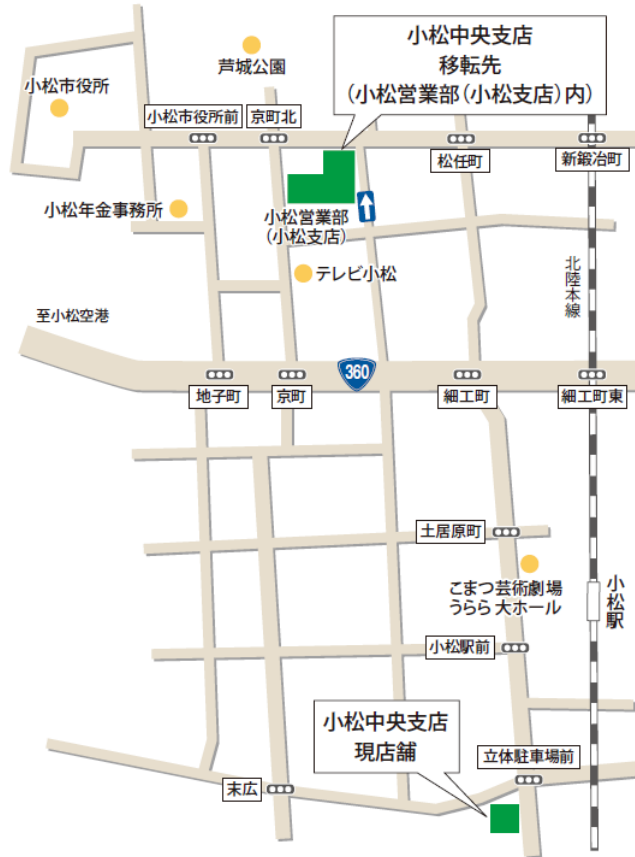 小松中央支店
移転先
（小松営業部（小松支店）内）
芦城公園
小松市役所
小松市役所前
京町北
松任町
新鍛冶町
小松年金事務所
小松営業部
（小松支店）
テレビ小松
北陸本線
至小松空港
360
地子町
京町
細工町
細工町東
土居原町
こまつ芸術劇場
うらら 大ホール
小松駅
小松駅前
小松中央支店
現店舗
立体駐車場前
末広